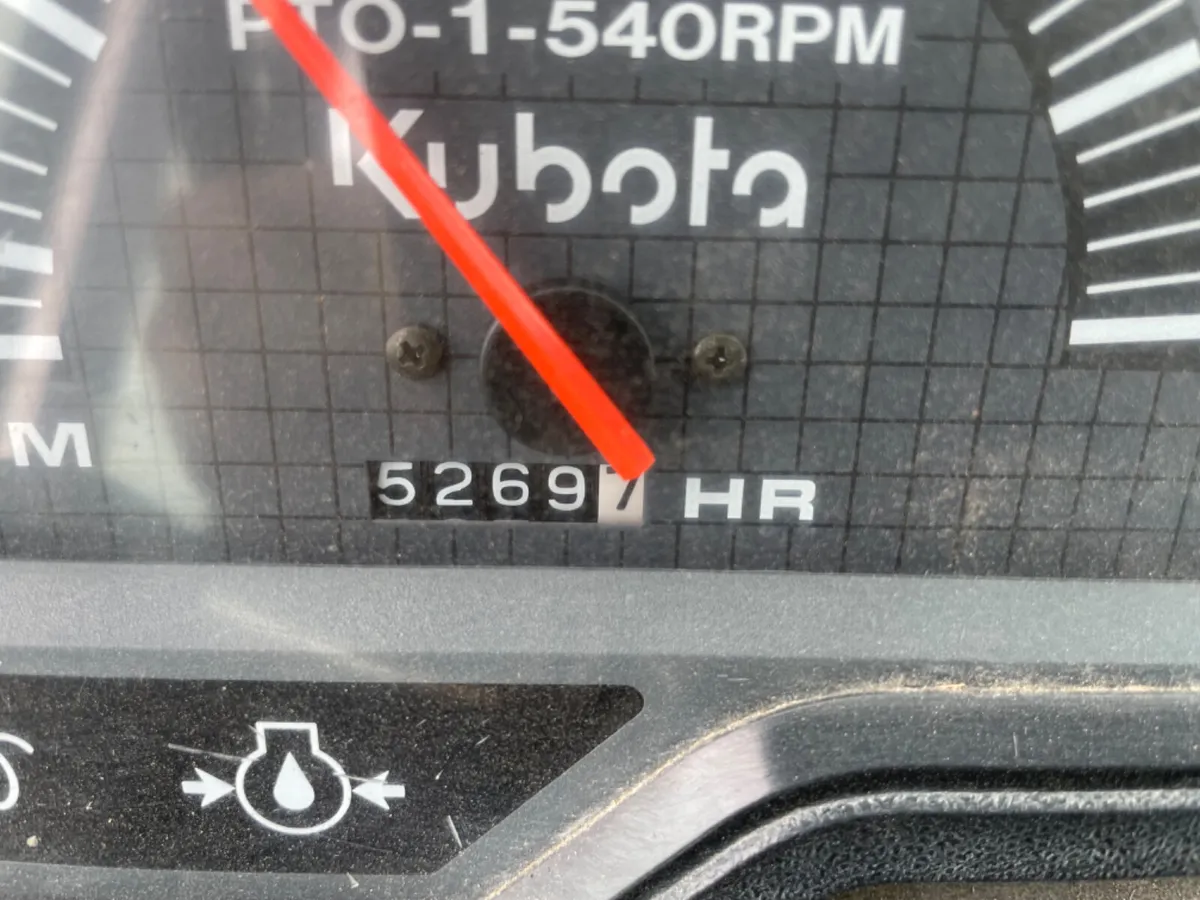 PTO-1-540RPM
Kubota
M
52697 HR